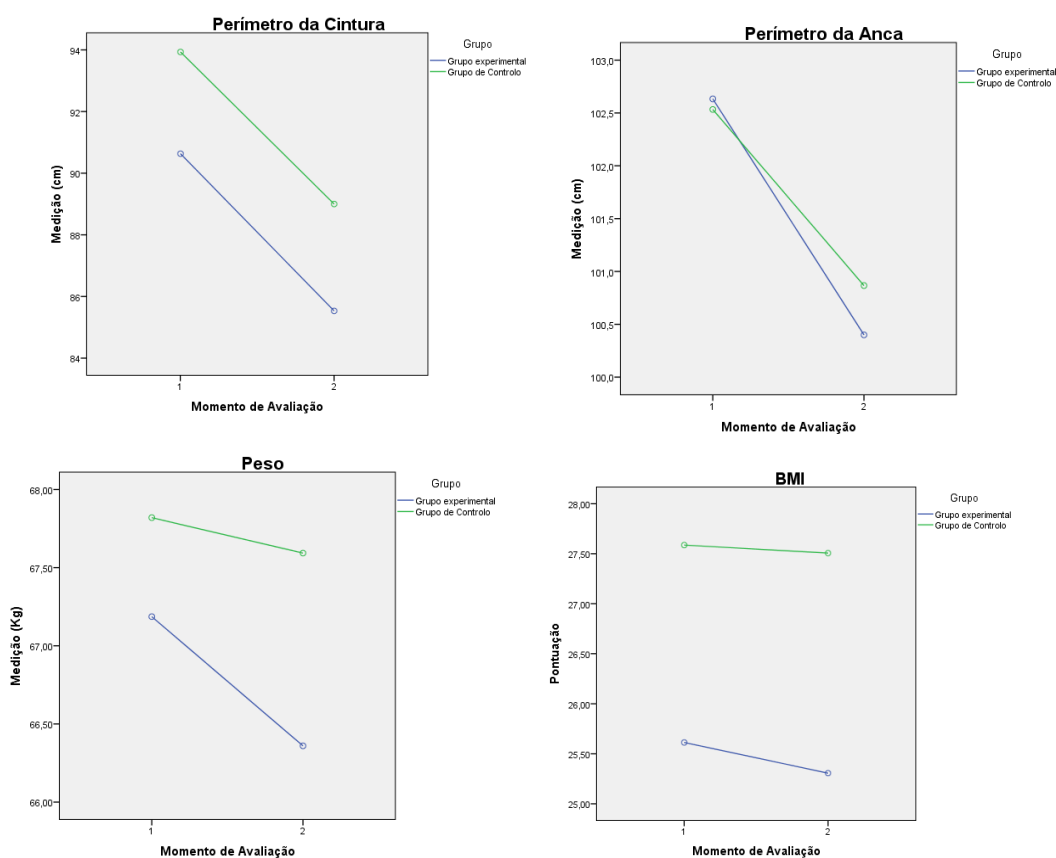 Perímetro da Cintura
Grupo
Grupo experimental
Grupo de Controlo
94
92
90
88
86
84
Medição (cm)
1
2
Momento de Avaliação
Perímetro da Anca
Grupo
Grupo experimental
Grupo de Controlo
103,0
102,5
102,0
101,5
101,0
100,5
100,0
Medição (cm)
1
2
Momento de Avaliação
Peso
Grupo
Grupo experimental
Grupo de Controlo
68,00
67,50
67,00
66,50
66,00
Medição (Kg)
1
2
Momento de Avaliação
BMI
Grupo
Grupo experimental
Grupo de Controlo
28,00
27,50
27,00
26,50
26,00
25,50
25,00
Pontuação
1
2
Momento de Avaliação